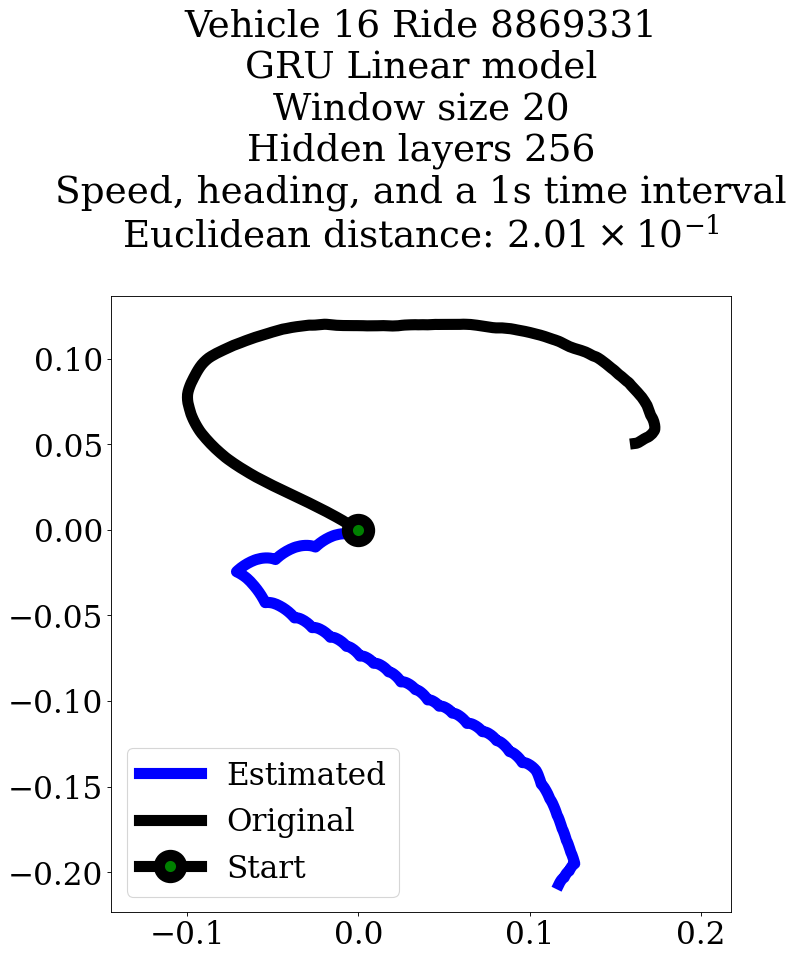 Vehicle 16 Ride 8869331
GRU Linear model
Window size 20
Hidden layers 256
Speed, heading, and a 1s time interval
Euclidean distance: 2.01 × 10⁻¹
0.10
0.05
0.00
−0.05
−0.10
−0.15
−0.20
Estimated
Original
Start
−0.1
0.0
0.1
0.2